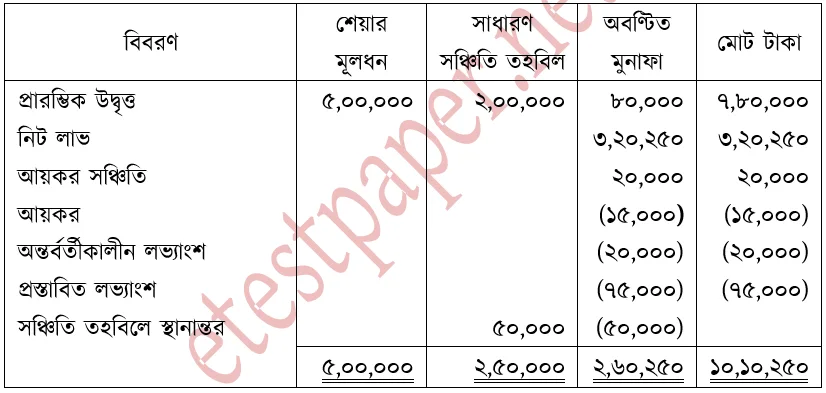 বিবরণ | শেয়ার মূলধন | সাধারণ সঞ্চিতি তহবিল | অবণ্টিত মুনাফা | মোট টাকা
প্রারম্ভিক উদ্বৃত্ত | ৫,০০,০০০ | ২,০০,০০০ | ৮০,০০০ | ৭,৮০,০০০
নিট লাভ | ৩,২০,২৫০ | ৩,২০,২৫০
আয়কর সঞ্চিতি | ২০,০০০ | ২০,০০০
আয়কর | (১৫,০০০) | (১৫,০০০)
অন্তর্বর্তীকালীন লভ্যাংশ | (২০,০০০) | (২০,০০০)
প্রস্তাবিত লভ্যাংশ | (৭৫,০০০) | (৭৫,০০০)
সঞ্চিতি তহবিলে স্থানান্তর | ৫০,০০০ | (৫০,০০০)
৫,০০,০০০ | ২,৫০,০০০ | ২,৬০,২৫০ | ১০,১০,২৫০
etestpaper.net